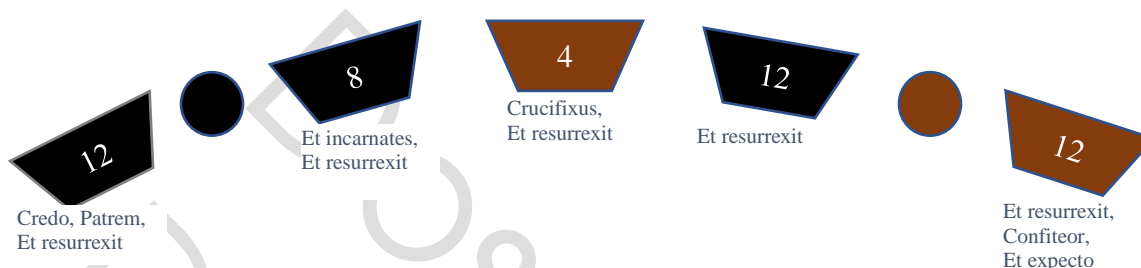 12
Credo, Patrem,
Et resurrexit
8
Et incarnates,
Et resurrexit
4
Crucifixus,
Et resurrexit
12
Et resurrexit
12
Et resurrexit,
Confiteor,
Et expecto